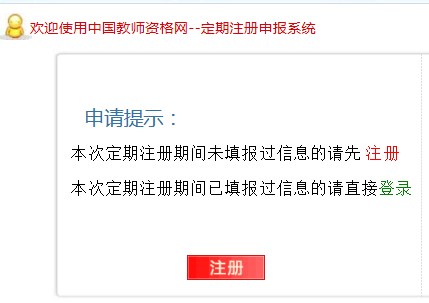 欢迎使用中国教师资格网--定期注册申报系统
申请提示：
本次定期注册期间未填报过信息的请先 注册
本次定期注册期间已填报过信息的请直接登录
注册